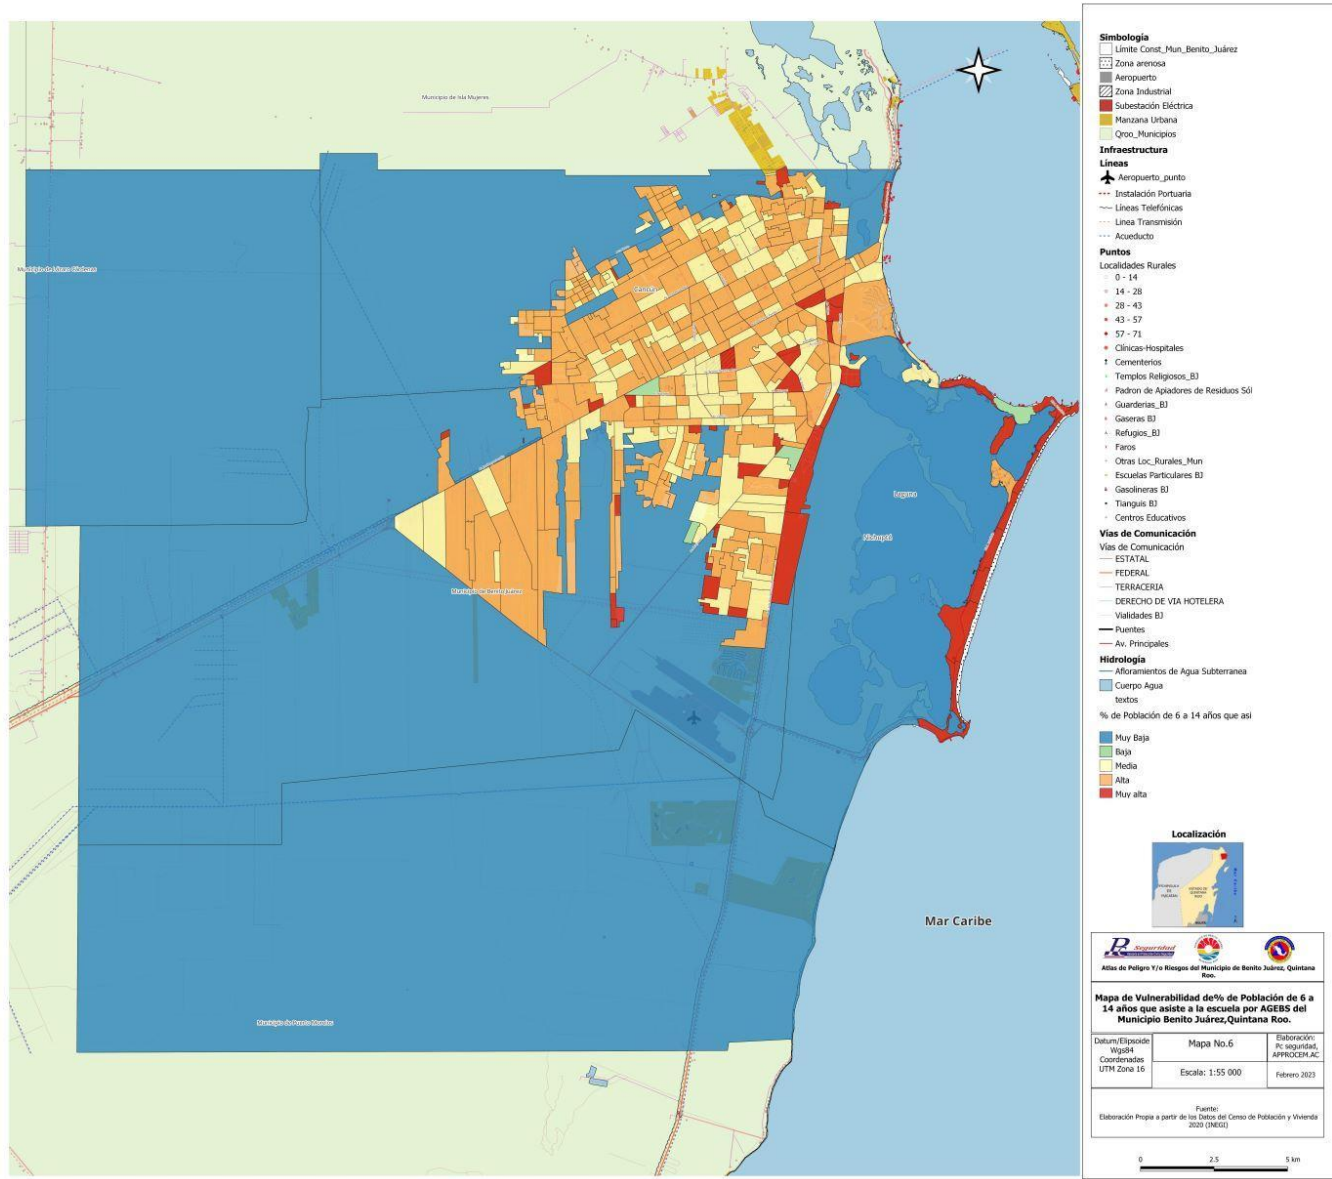 Municipio de Isla Mujeres
Municipio de Lázaro Cárdenas
Cancún
Laguna
Nichupté
Municipio de Benito Juárez
Mar Caribe
Municipio de Puerto Morelos
Simbología
Límite Const_Mun_Benito_Juárez
Zona arenosa
Aeropuerto
Zona Industrial
Subestación Eléctrica
Manzana Urbana
Qroo_Municipios
Infraestructura
Líneas
Aeropuerto_punto
Instalación Portuaria
Líneas Telefónicas
Linea Transmisión
Acueducto
Puntos
Localidades Rurales
0 - 14
14 - 28
28 - 43
43 - 57
57 - 71
Clínicas-Hospitales
Cementerios
Templos Religiosos_BJ
Padron de Apiadores de Residuos Sól
Guarderias_BJ
Gaseras BJ
Refugios_BJ
Faros
Otras Loc_Rurales_Mun
Escuelas Particulares BJ
Gasolineras BJ
Tianguis BJ
Centros Educativos
Vías de Comunicación
Vías de Comunicación
ESTATAL
FEDERAL
TERRACERIA
DERECHO DE VIA HOTELERA
Vialidades BJ
Puentes
Av. Principales
Hidrología
Afloramientos de Agua Subterranea
Cuerpo Agua
textos
% de Población de 6 a 14 años que asi
Muy Baja
Baja
Media
Alta
Muy alta
Localización
Pc Seguridad
Atlas de Peligro Y/o Riesgos del Municipio de Benito Juárez, Quintana
Roo.
Mapa de Vulnerabilidad de% de Población de 6 a
14 años que asiste a la escuela por AGEBS del
Municipio Benito Juárez,Quintana Roo.
Datum/Elipsoide
Wgs84
Coordenadas
UTM Zona 16
Mapa No.6
Escala: 1:55 000
Elaboración:
Pc seguridad,
APPROCEM.AC
Febrero 2023
Fuente:
Elaboración Propia a partir de los Datos del Censo de Población y Vivienda
2020 (INEGI)
0 2.5 5 km